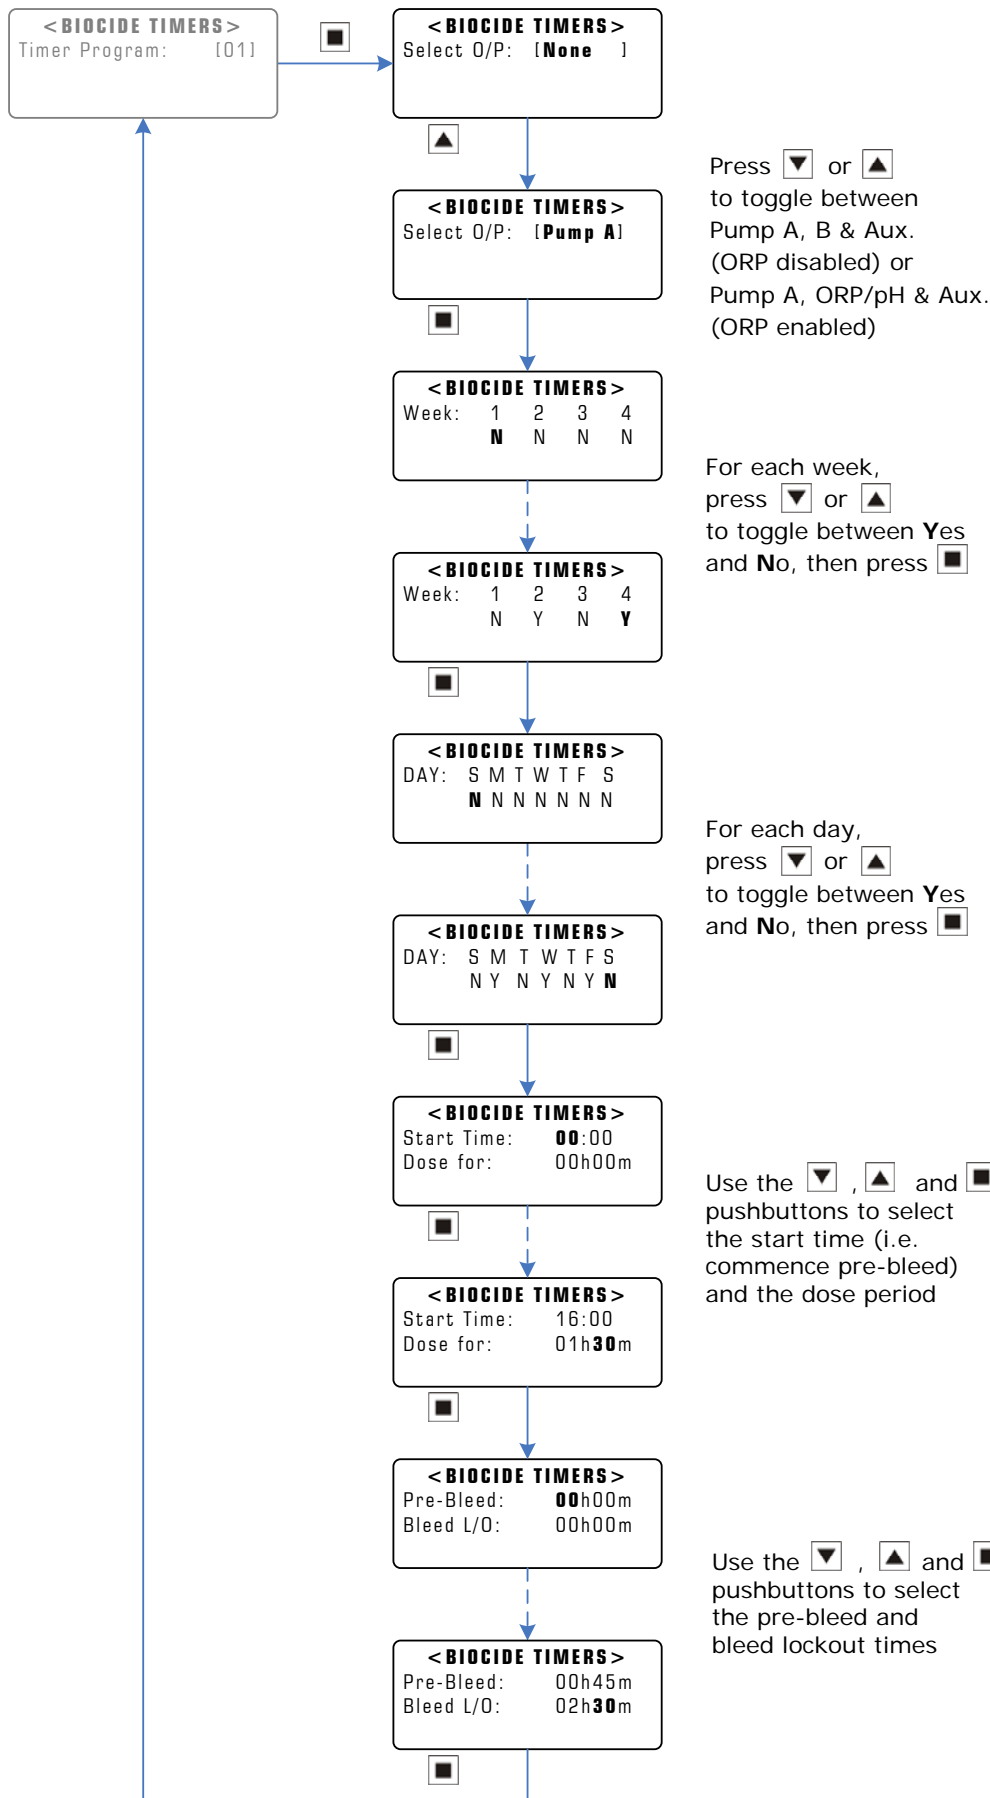 <BIOCIDE TIMERS>
Timer Program: [01]
<BIOCIDE TIMERS>
Select O/P: [None ]
<BIOCIDE TIMERS>
Select O/P: [Pump A]
Press or
to toggle between
Pump A, B & Aux.
(ORP disabled) or
Pump A, ORP/pH & Aux.
(ORP enabled)
<BIOCIDE TIMERS>
Week: 1 2 3 4
N N N N
For each week,
press or
to toggle between Yes
and No, then press
<BIOCIDE TIMERS>
Week: 1 2 3 4
N Y N Y
<BIOCIDE TIMERS>
DAY: S M T W T F S
N N N N N N N
For each day,
press or
to toggle between Yes
and No, then press
<BIOCIDE TIMERS>
DAY: S M T W T F S
N Y N Y N Y N
<BIOCIDE TIMERS>
Start Time: 00:00
Dose for: 00h00m
Use the , and
pushbuttons to select
the start time (i.e.
commence pre-bleed)
and the dose period
<BIOCIDE TIMERS>
Start Time: 16:00
Dose for: 01h30m
<BIOCIDE TIMERS>
Pre-Bleed: 00h00m
Bleed L/O: 00h00m
Use the , and
pushbuttons to select
the pre-bleed and
bleed lockout times
<BIOCIDE TIMERS>
Pre-Bleed: 00h45m
Bleed L/O: 02h30m